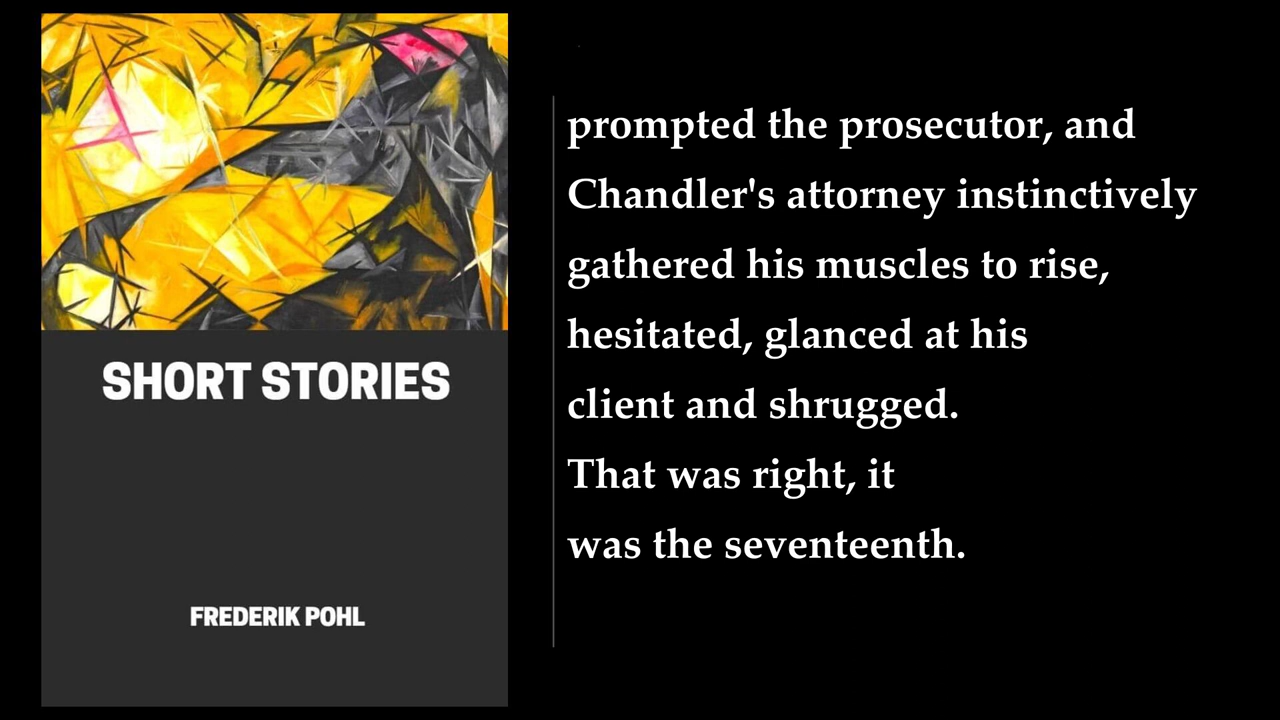 SHORT STORIES
FREDERIK POHL
prompted the prosecutor, and
Chandler's attorney instinctively
gathered his muscles to rise,
hesitated, glanced at his
client and shrugged.
That was right, it
was the seventeenth.